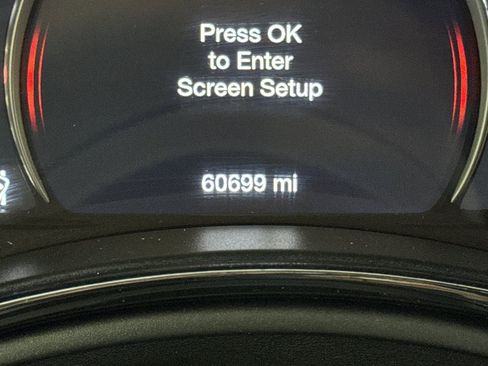 Press OK
to Enter
Screen Setup
60699 mi